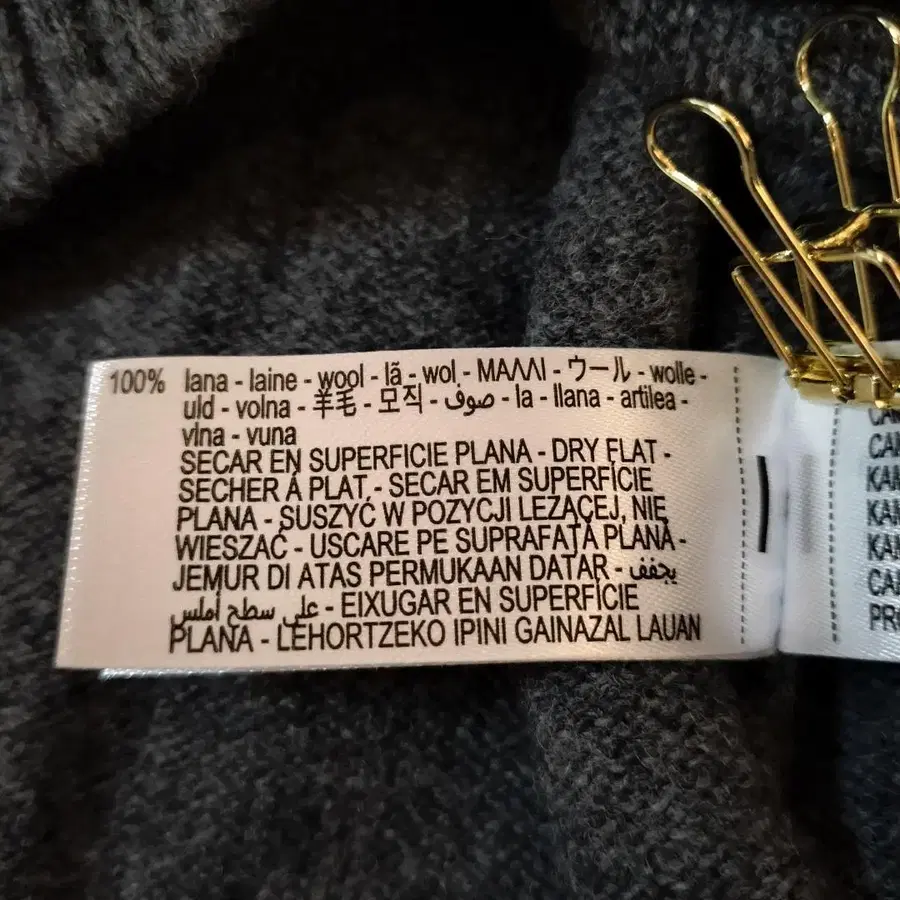 100% lana - laine - wool - lã - wol - ΜΑΛΛΙ - ウール - wolle -
uld - volna - 羊毛 - 모직 - صوف - la - llana - artilea -
vlna - vuna
SECAR EN SUPERFICIE PLANA - DRY FLAT -
SECHER À PLAT. - SECAR EM SUPERFÍCIE
PLANA - SUSZYĆ W POZYCJI LEŻĄCEJ, NIE
WIESZAĆ - USCARE PE SUPRAFAȚA PLANĂ -
JEMUR DI ATAS PERMUKAAN DATAR - يجفف
على سطح أملس - EIXUGAR EN SUPERFÍCIE
PLANA - LEHORTZEKO IPINI GAINAZAL LAUAN